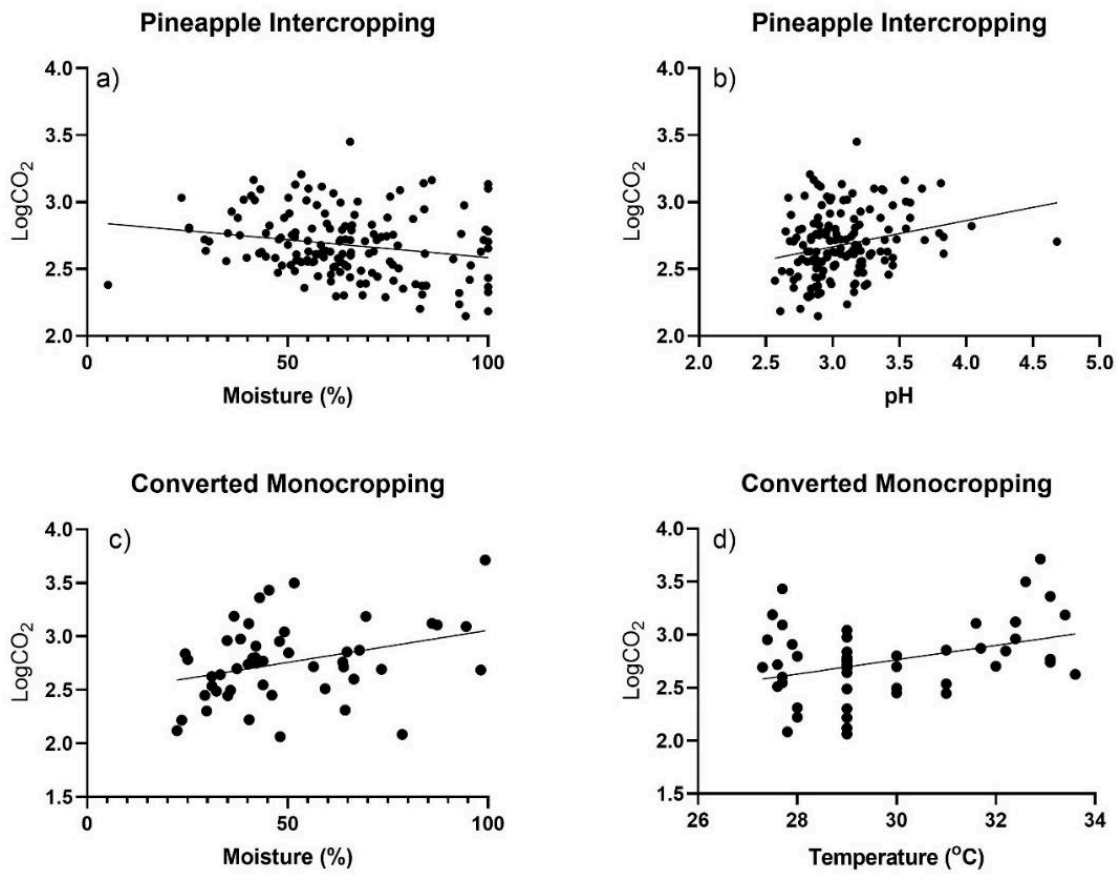 Pineapple Intercropping
a)
4.0
3.5
3.0
2.5
2.0
LogCO₂
0
50
100
Moisture (%)
Pineapple Intercropping
b)
4.0
3.5
3.0
2.5
2.0
LogCO₂
2.0
2.5
3.0
3.5
4.0
4.5
5.0
pH
Converted Monocropping
c)
4.0
3.5
3.0
2.5
2.0
1.5
LogCO₂
0
50
100
Moisture (%)
Converted Monocropping
d)
4.0
3.5
3.0
2.5
2.0
1.5
LogCO₂
26
28
30
32
34
Temperature (°C)